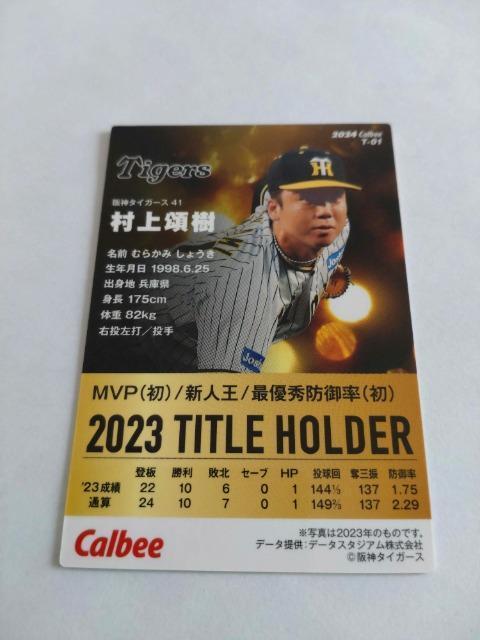 2024 Calbee
T-01
Tigers
阪神タイガース 41
村上頌樹
名前 むらかみ しょうき
生年月日 1998.6.25
出身地 兵庫県
身長 175cm
体重 82kg
右投左打/投手
MVP(初)/新人王/最優秀防御率(初)
2023 TITLE HOLDER
登板 勝利 敗北 セーブ HP 投球回 奪三振 防御率
'23成績 22 10 6 0 1 144⅓ 137 1.75
通算 24 10 7 0 1 149⅔ 137 2.29
Calbee
※写真は2023年のものです。
データ提供:データスタジアム株式会社
©阪神タイガース